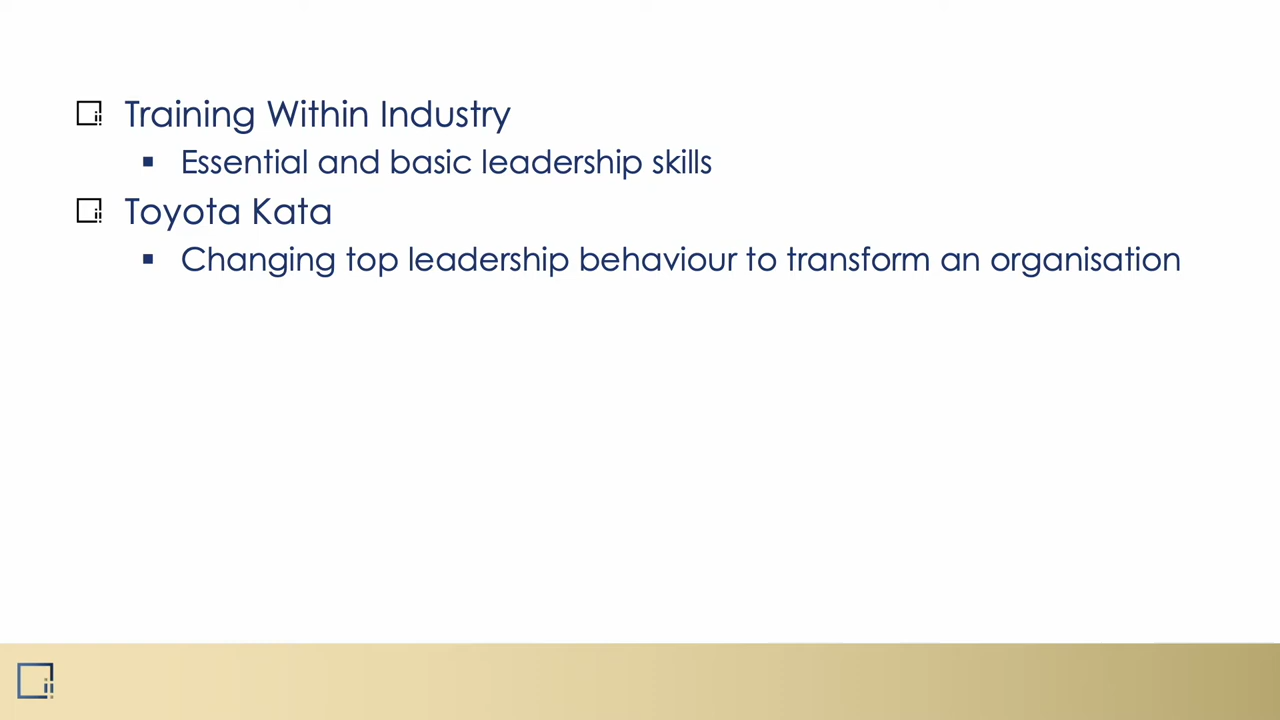 Training Within Industry
Essential and basic leadership skills
Toyota Kata
Changing top leadership behaviour to transform an organisation